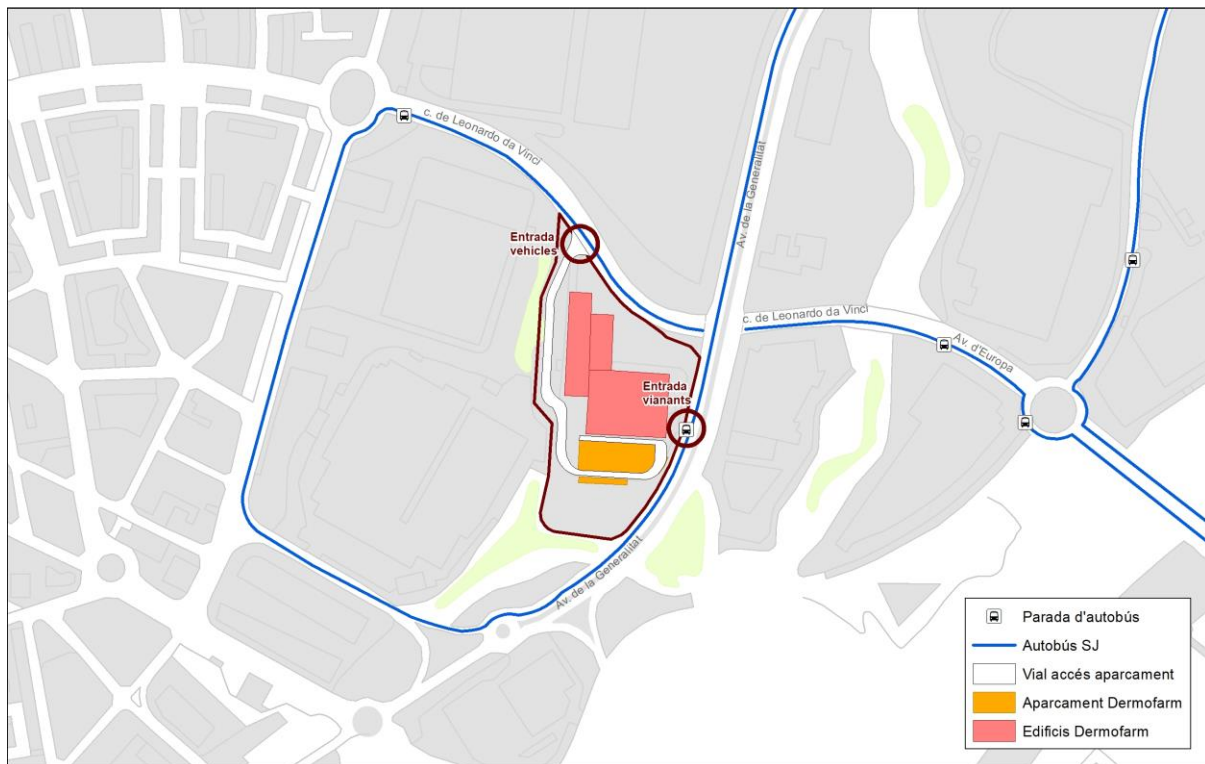 c. de Leonardo da Vinci
Av. de la Generalitat
Entrada
vehicles
c. de Leonardo da Vinci
Av. d'Europa
Entrada
vianants
Av. de la Generalitat
Parada d'autobús
Autobús SJ
Vial accés aparcament
Aparcament Dermofarm
Edificis Dermofarm